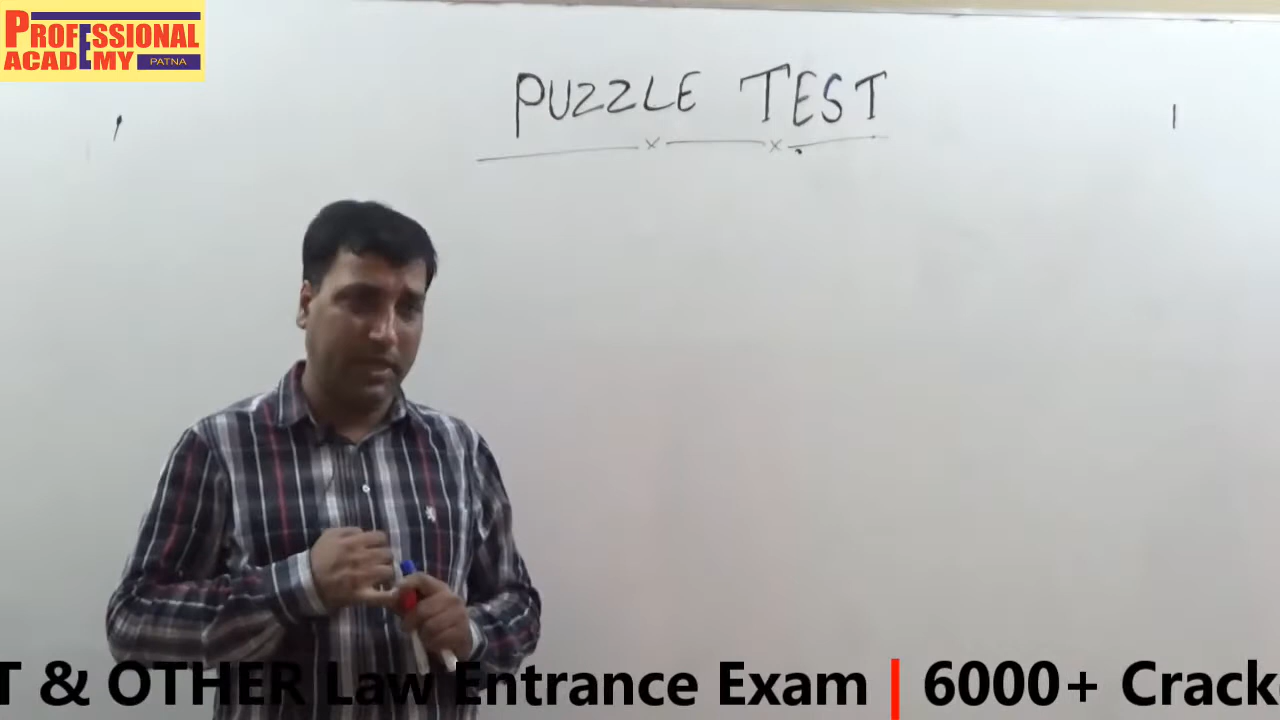 PROFESSIONAL
ACADEMY
PATNA
PUZZLE TEST
T & OTHER Law Entrance Exam | 6000+ Crack